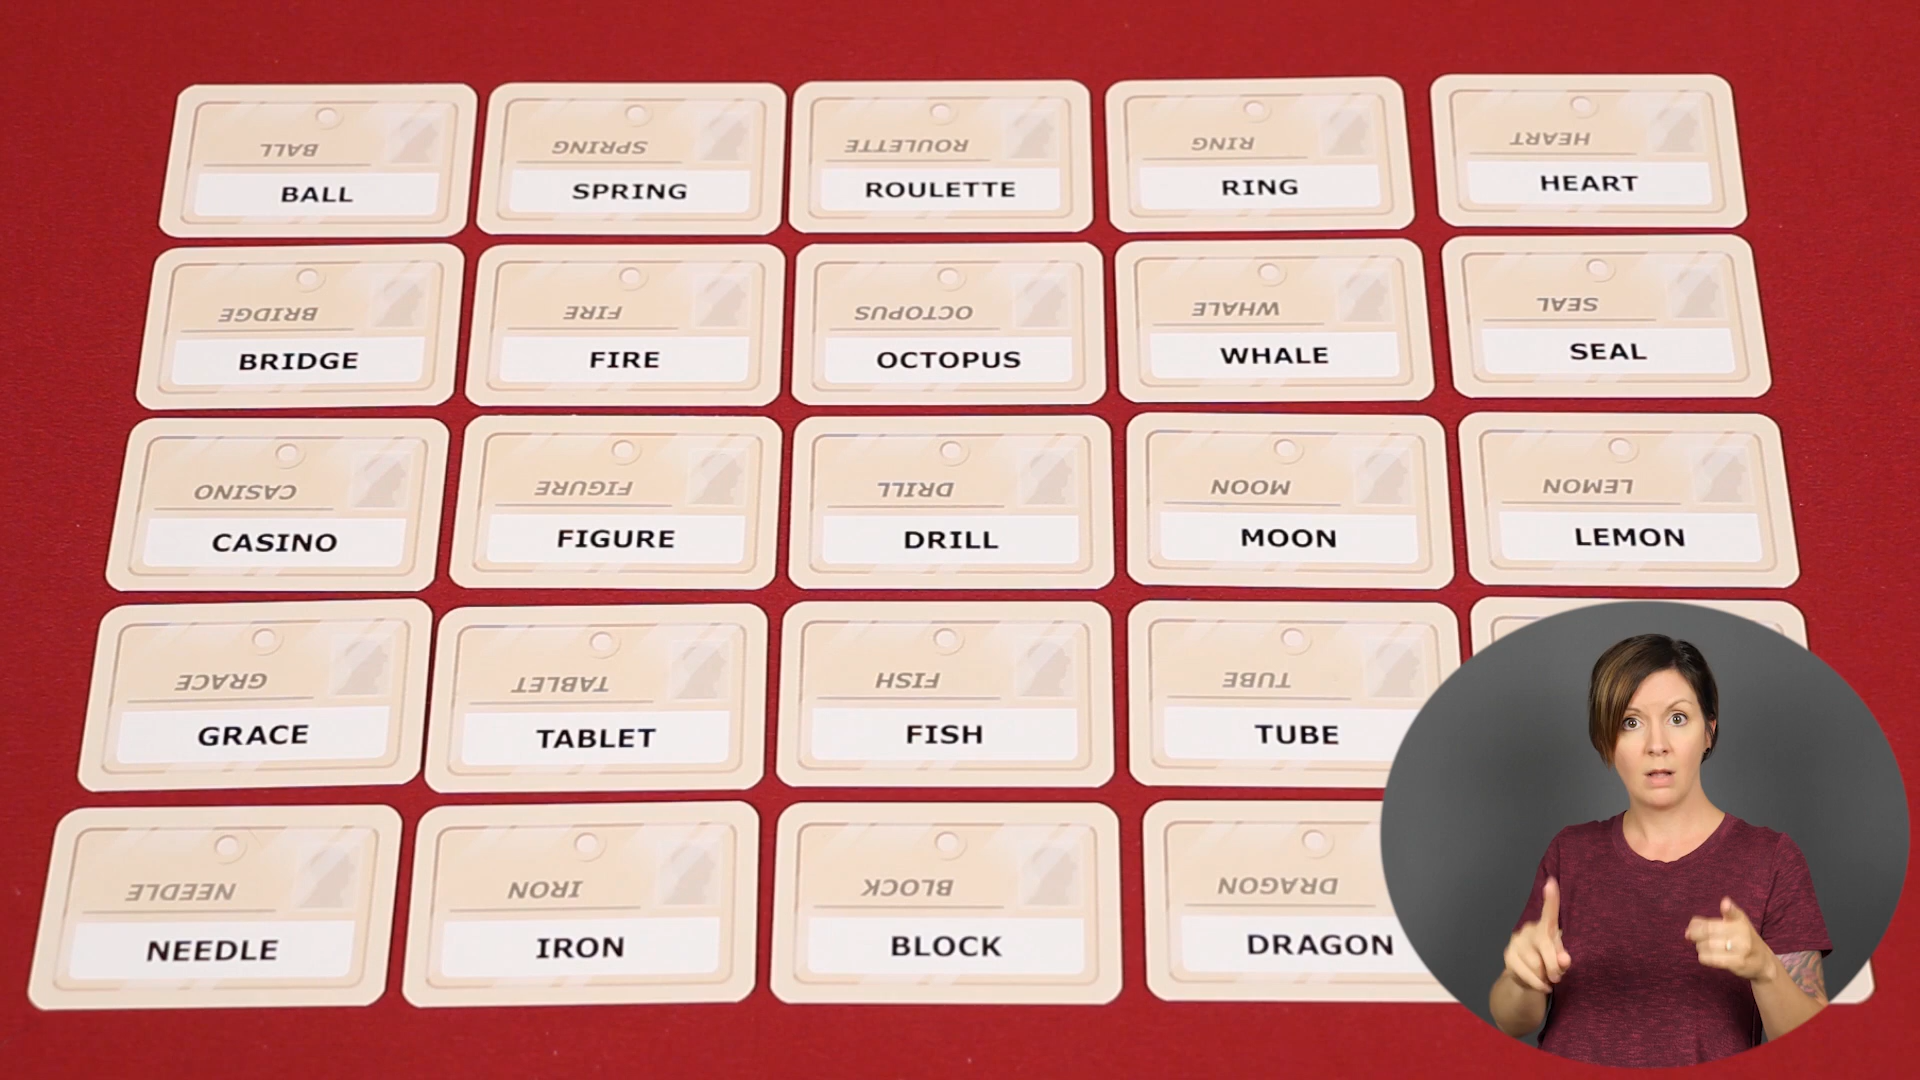 BALL SPRING ROULETTE RING HEART
BALL SPRING ROULETTE RING HEART
BRIDGE FIRE OCTOPUS WHALE SEAL
BRIDGE FIRE OCTOPUS WHALE SEAL
CASINO FIGURE DRILL MOON LEMON
CASINO FIGURE DRILL MOON LEMON
GRACE TABLET FISH TUBE
GRACE TABLET FISH TUBE
NEEDLE IRON BLOCK DRAGON
NEEDLE IRON BLOCK DRAGON